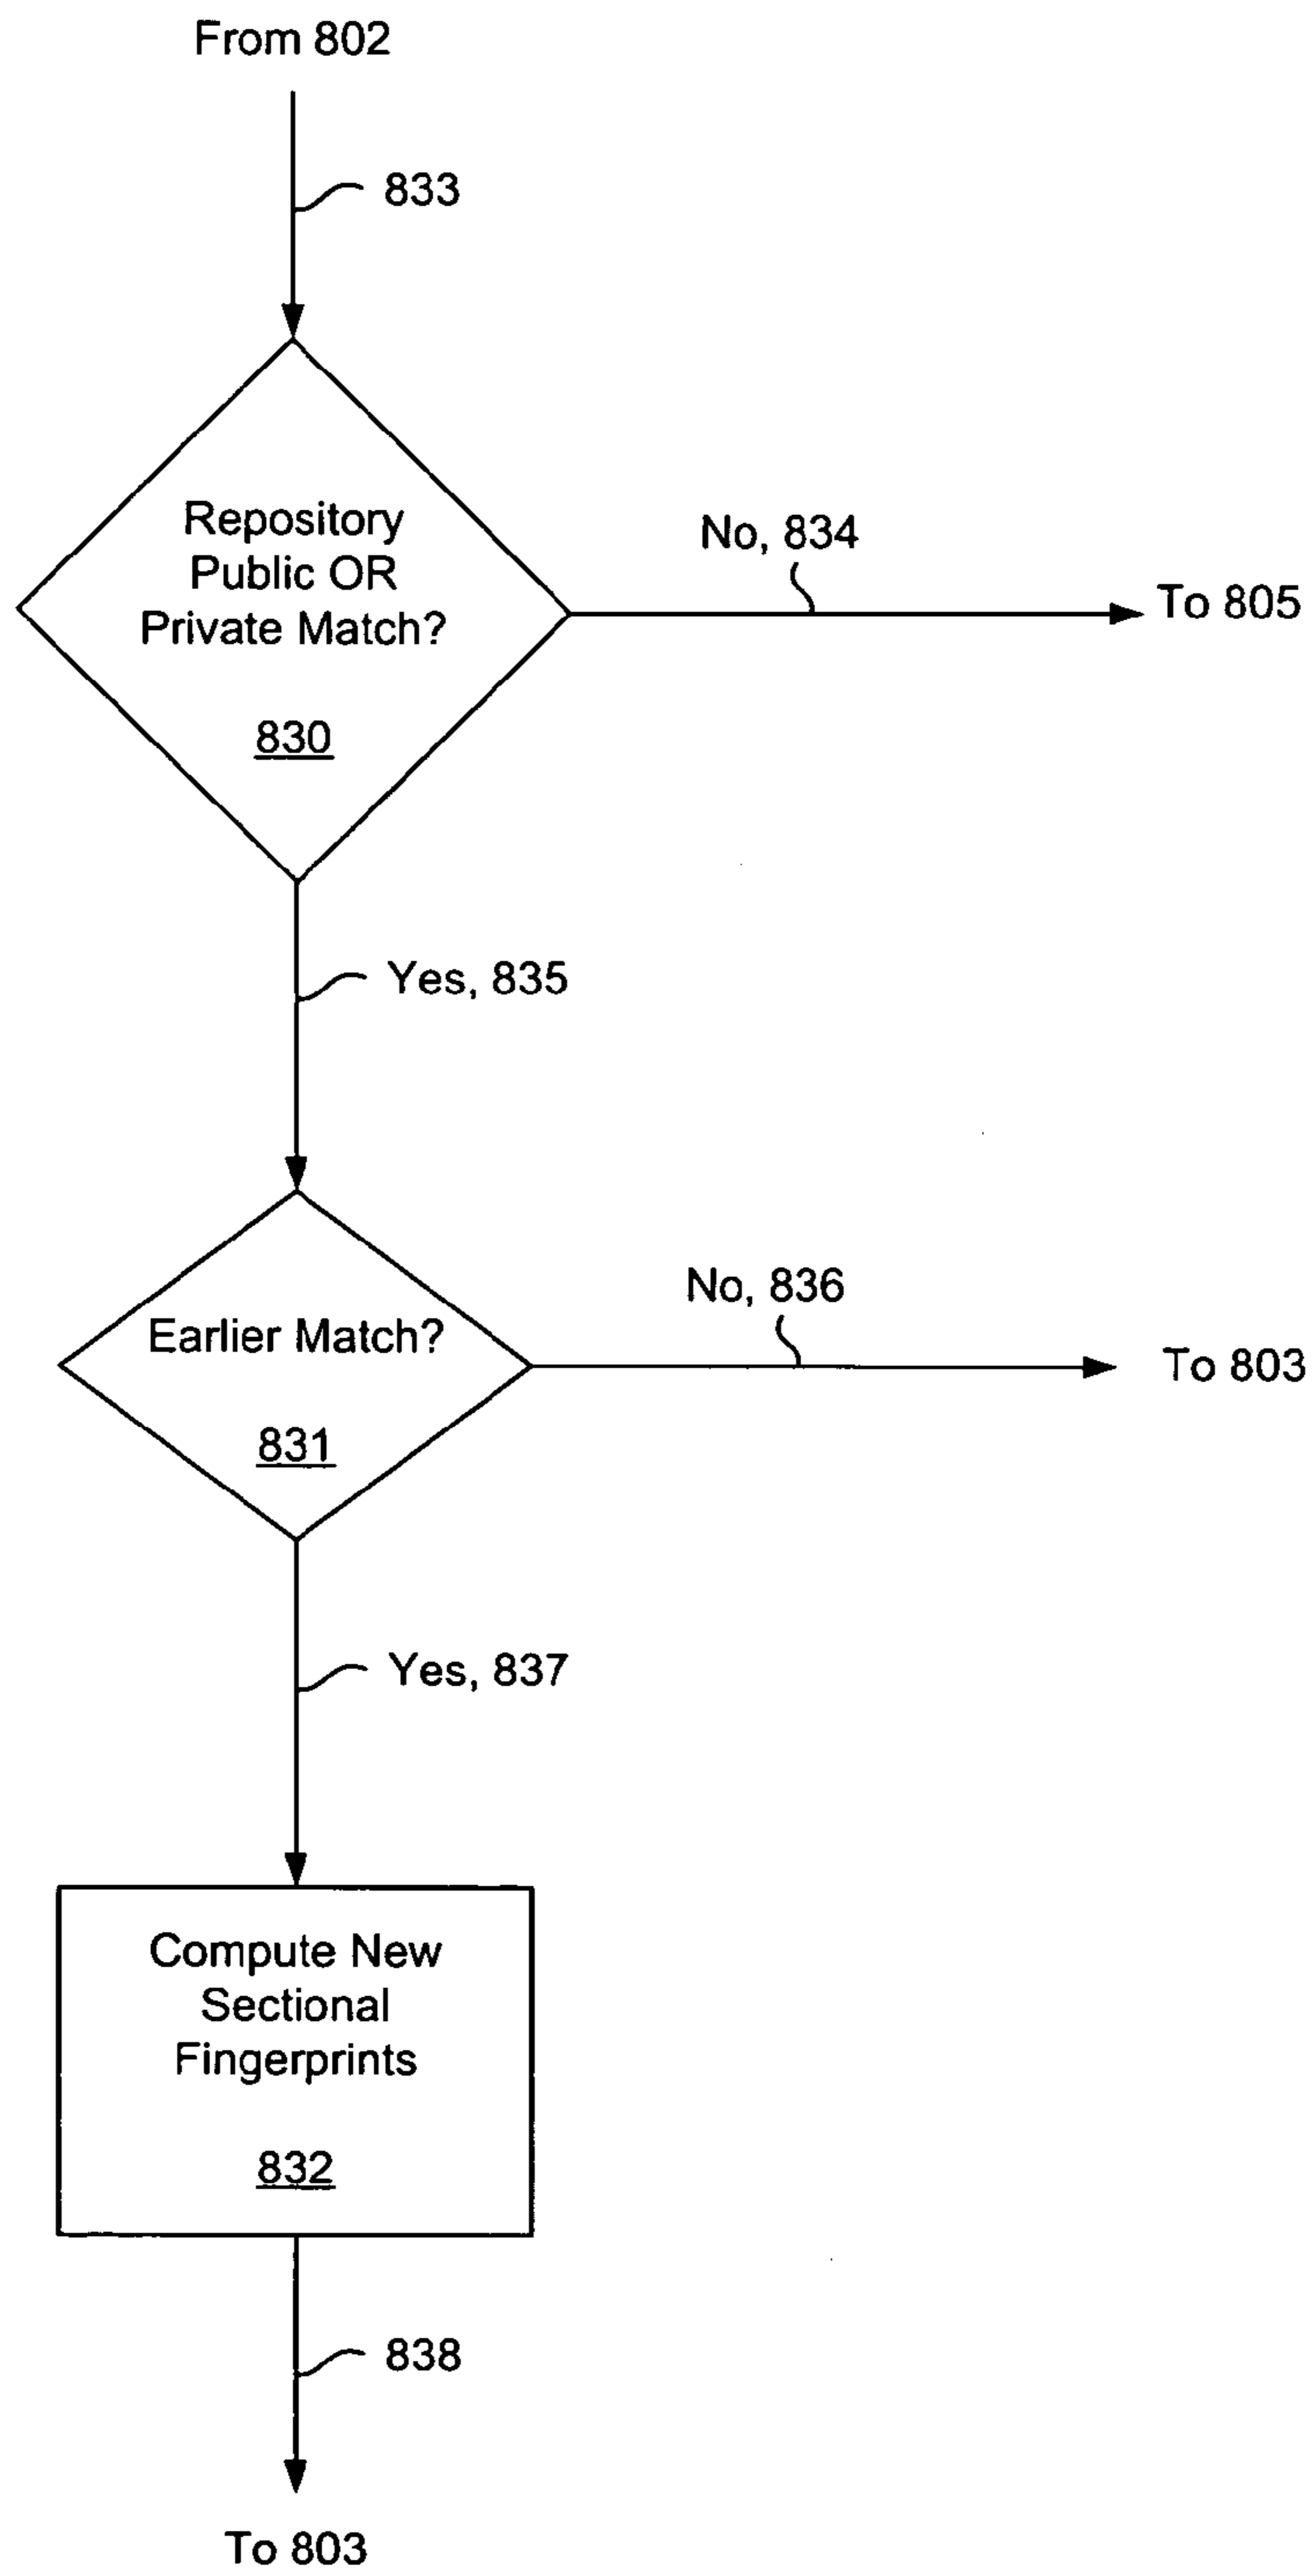 From 802
833
Repository
Public OR
Private Match?
830
No, 834
To 805
Yes, 835
Earlier Match?
831
No, 836
To 803
Yes, 837
Compute New
Sectional
Fingerprints
832
838
To 803